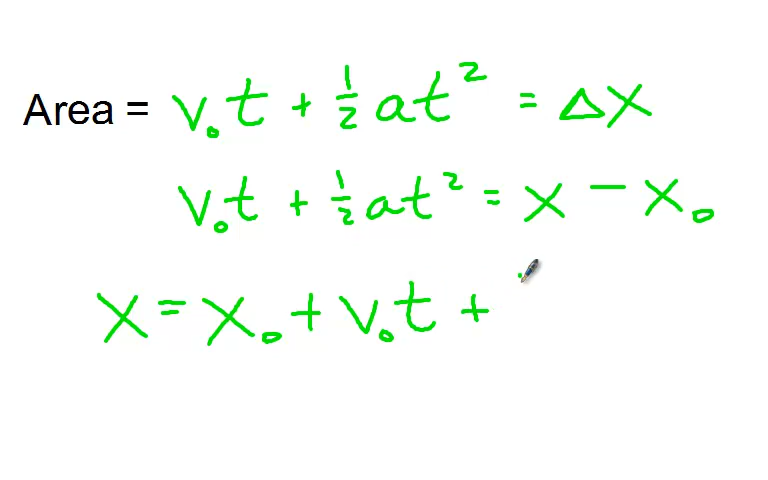 Area = v₀t + ½at² = Δx
v₀t + ½at² = x − x₀
x = x₀ + v₀t +